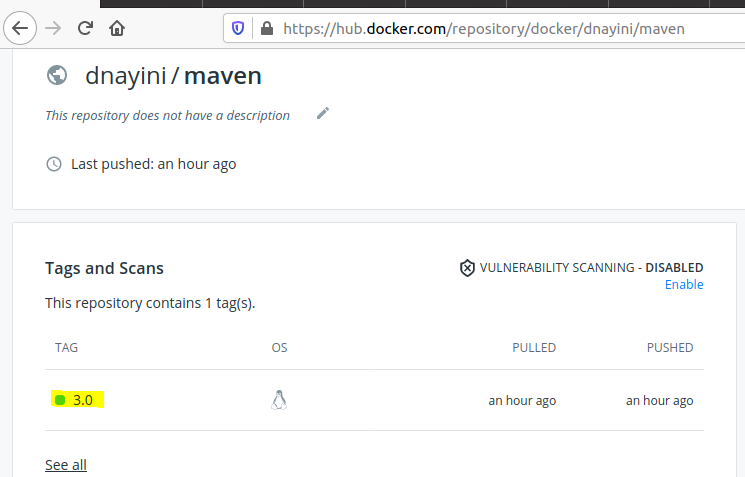 https://hub.docker.com/repository/docker/dnayini/maven
dnayini / maven
This repository does not have a description
Last pushed: an hour ago
Tags and Scans
VULNERABILITY SCANNING - DISABLED
Enable
This repository contains 1 tag(s).
TAG OS PULLED PUSHED
3.0 an hour ago an hour ago
See all